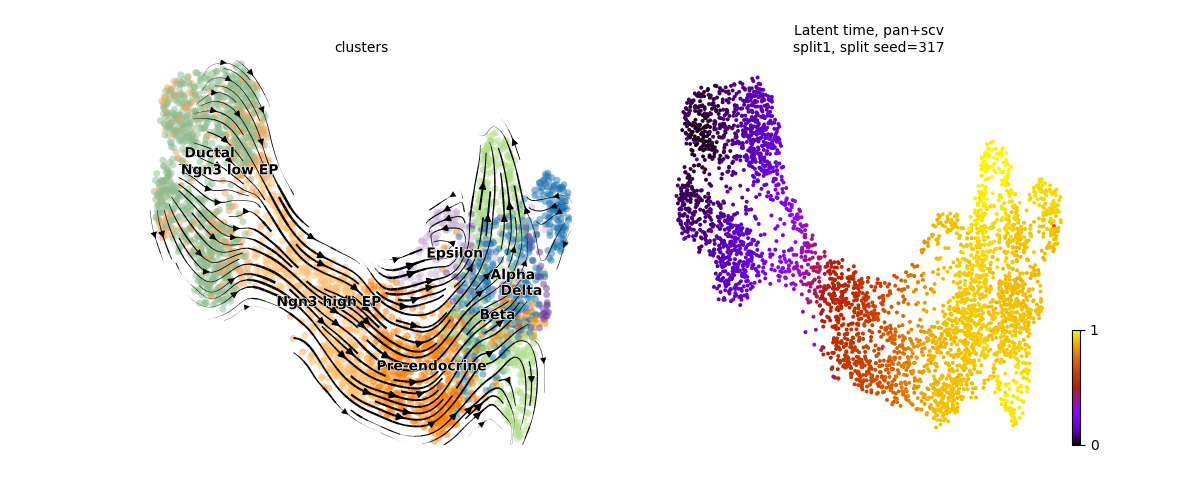 clusters
Ductal
Ngn3 low EP
Epsilon
Alpha
Delta
Ngn3 high EP
Beta
Pre-endocrine
Latent time, pan+scv
split1, split seed=317
1
0